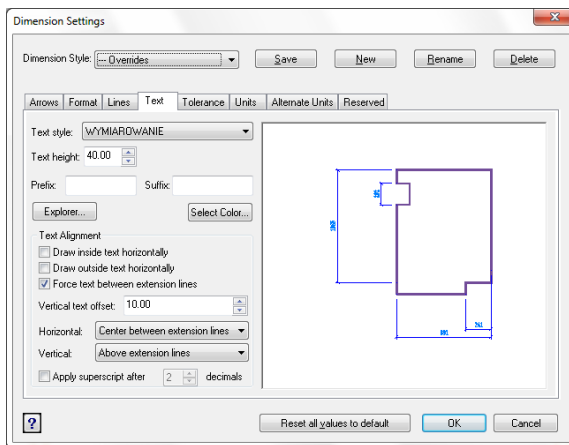 Dimension Settings
Dimension Style: --- Overrides Save New Rename Delete
Arrows Format Lines Text Tolerance Units Alternate Units Reserved
Text style: WYMIAROWANIE
Text height: 40.00
Prefix: Suffix:
Explorer... Select Color...
Text Alignment
Draw inside text horizontally
Draw outside text horizontally
Force text between extension lines
Vertical text offset: 10.00
Horizontal: Center between extension lines
Vertical: Above extension lines
Apply superscript after 2 decimals
? Reset all values to default OK Cancel